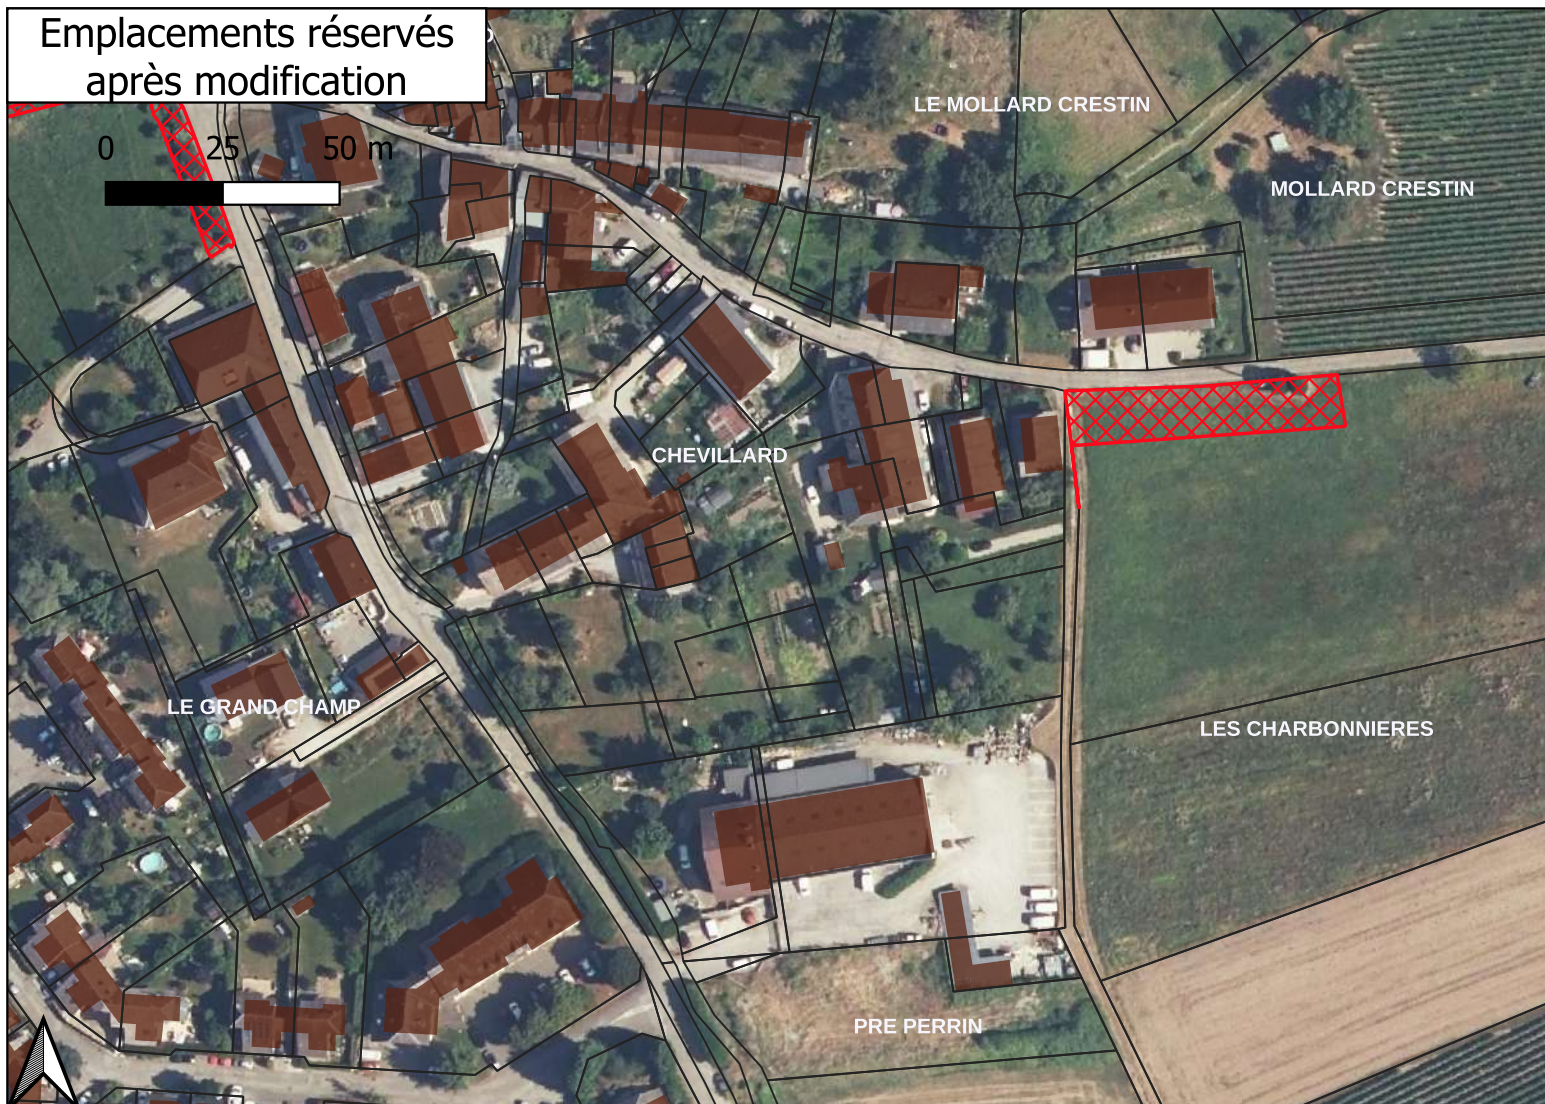 Emplacements réservés
après modification
LE MOLLARD CRESTIN
0 25 50 m
MOLLARD CRESTIN
CHEVILLARD
LE GRAND CHAMP
LES CHARBONNIERES
PRE PERRIN